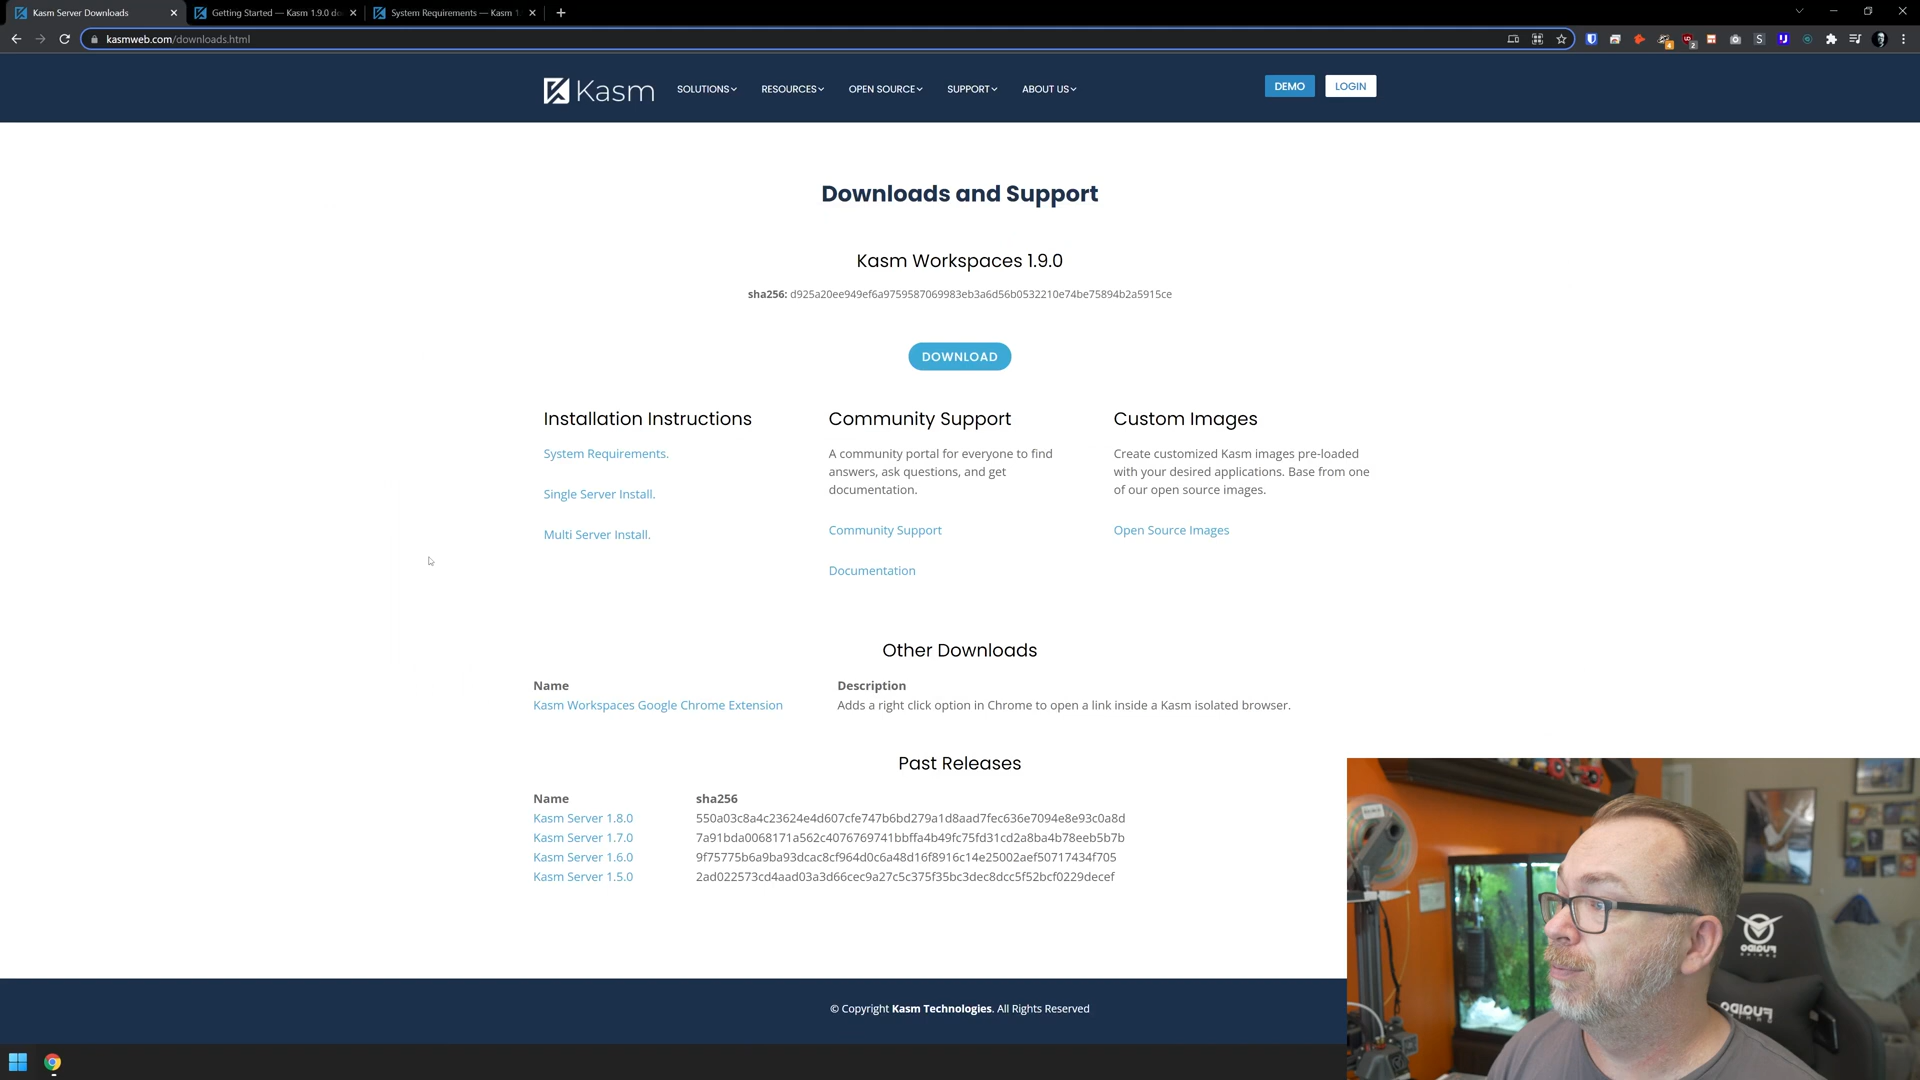 Kasm Server Downloads
Getting Started — Kasm 1.9.0 do
System Requirements — Kasm 1.
kasmweb.com/downloads.html
Kasm
SOLUTIONS
RESOURCES
OPEN SOURCE
SUPPORT
ABOUT US
DEMO
LOGIN
Downloads and Support
Kasm Workspaces 1.9.0
sha256: d925a20ee949ef6a9759587069983eb3a6d56b0532210e74be75894b2a5915ce
DOWNLOAD
Installation Instructions
System Requirements.
Single Server Install.
Multi Server Install.
Community Support
A community portal for everyone to find
answers, ask questions, and get
documentation.
Community Support
Documentation
Custom Images
Create customized Kasm images pre-loaded
with your desired applications. Base from one
of our open source images.
Open Source Images
Other Downloads
Name Description
Kasm Workspaces Google Chrome Extension Adds a right click option in Chrome to open a link inside a Kasm isolated browser.
Past Releases
Name sha256
Kasm Server 1.8.0 550a03c8a4c23624e4d607cfe747b6bd279a1d8aad7fec636e7094e8e93c0a8d
Kasm Server 1.7.0 7a91bda0068171a562c4076769741bbffa4b49fc75fd31cd2a8ba4b78eeb5b7b
Kasm Server 1.6.0 9f75775b6a9ba93dcac8cf964d0c6a48d16f8916c14e25002aef50717434f705
Kasm Server 1.5.0 2ad022573cd4aad03a3d66cec9a27c5c375f35bc3dec8dcc5f52bcf0229decef
© Copyright Kasm Technologies. All Rights Reserved